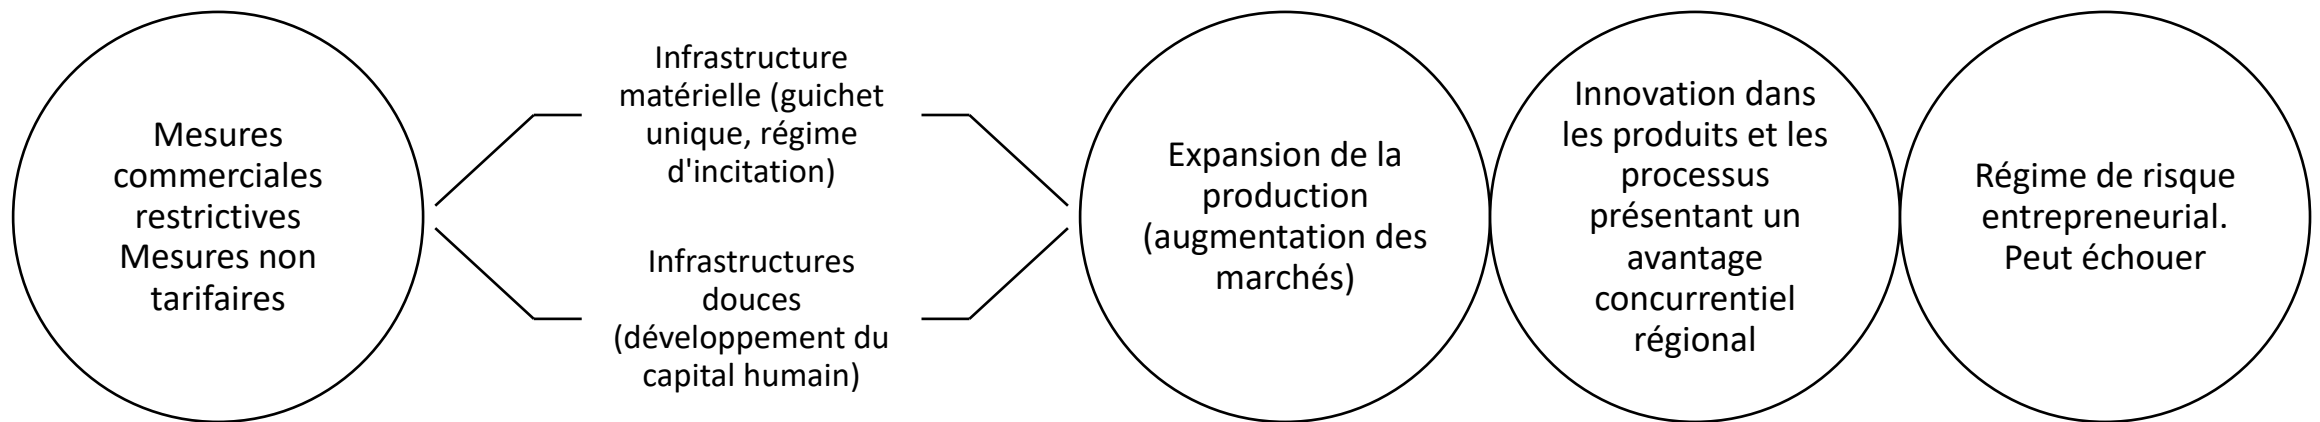 Mesures
commerciales
restrictives
Mesures non
tarifaires
Infrastructure
matérielle (guichet
unique, régime
d'incitation)
Infrastructures
douces
(développement du
capital humain)
Expansion de la
production
(augmentation des
marchés)
Innovation dans
les produits et les
processus
présentant un
avantage
concurrentiel
régional
Régime de risque
entrepreneurial.
Peut échouer